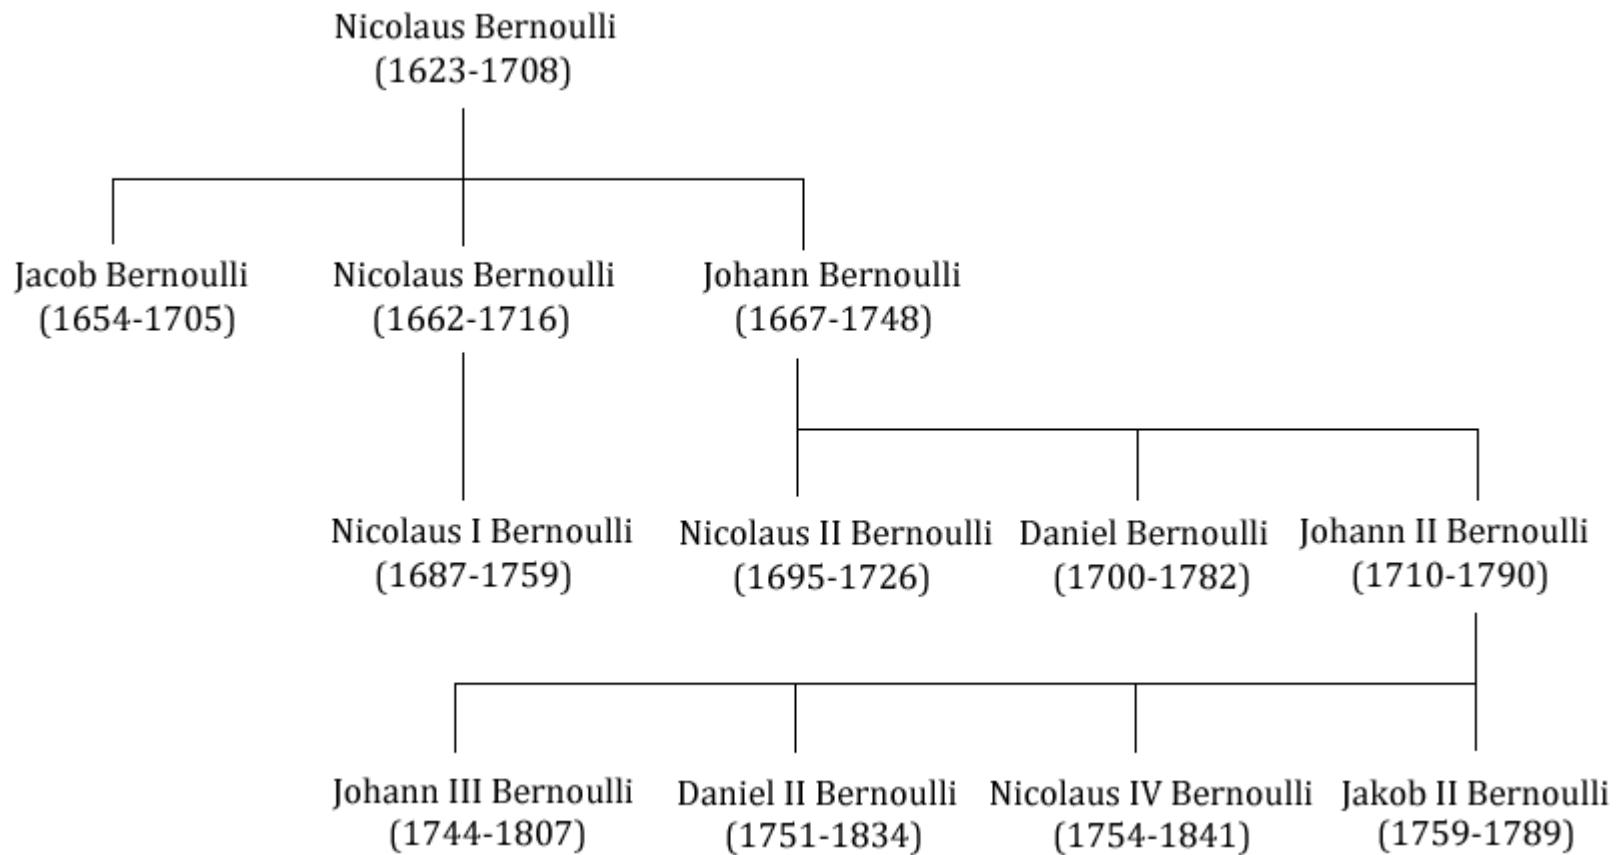 Nicolaus Bernoulli
(1623-1708)
Jacob Bernoulli
(1654-1705)
Nicolaus Bernoulli
(1662-1716)
Johann Bernoulli
(1667-1748)
Nicolaus I Bernoulli
(1687-1759)
Nicolaus II Bernoulli
(1695-1726)
Daniel Bernoulli
(1700-1782)
Johann II Bernoulli
(1710-1790)
Johann III Bernoulli
(1744-1807)
Daniel II Bernoulli
(1751-1834)
Nicolaus IV Bernoulli
(1754-1841)
Jakob II Bernoulli
(1759-1789)